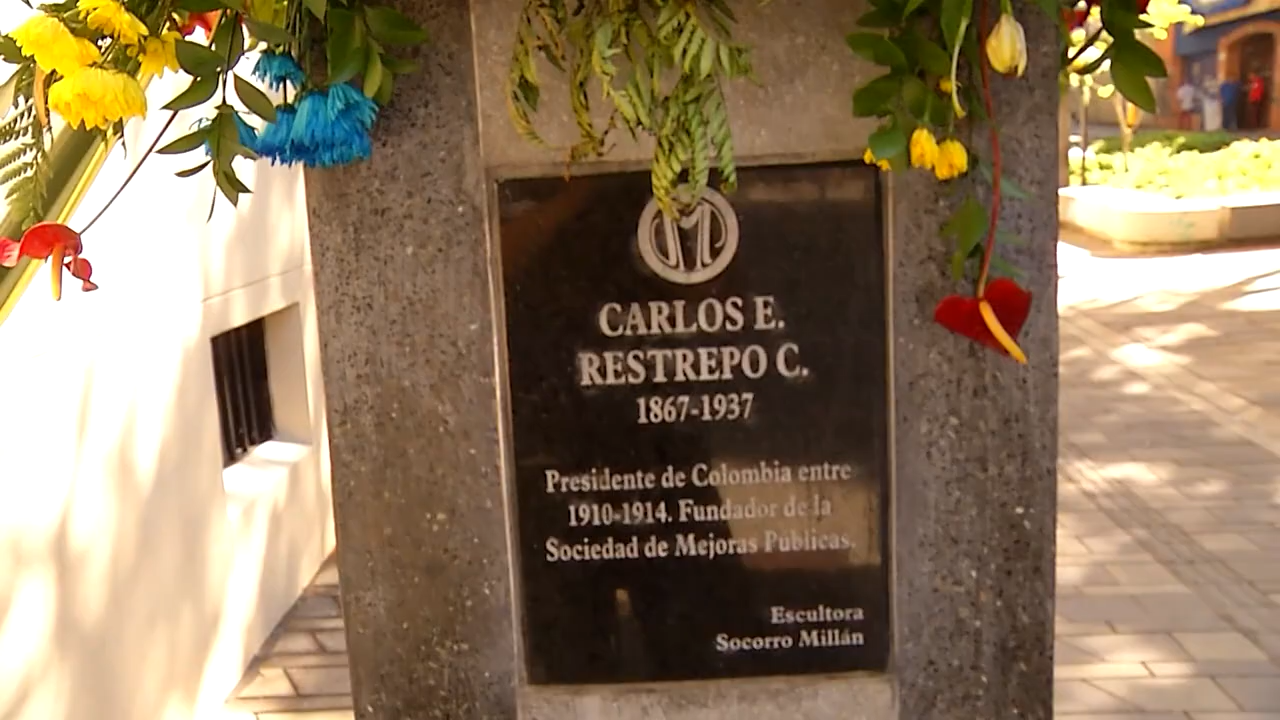 CARLOS E.
RESTREPO C.
1867-1937
Presidente de Colombia entre
1910-1914. Fundador de la
Sociedad de Mejoras Públicas.
Escultora
Socorro Millán